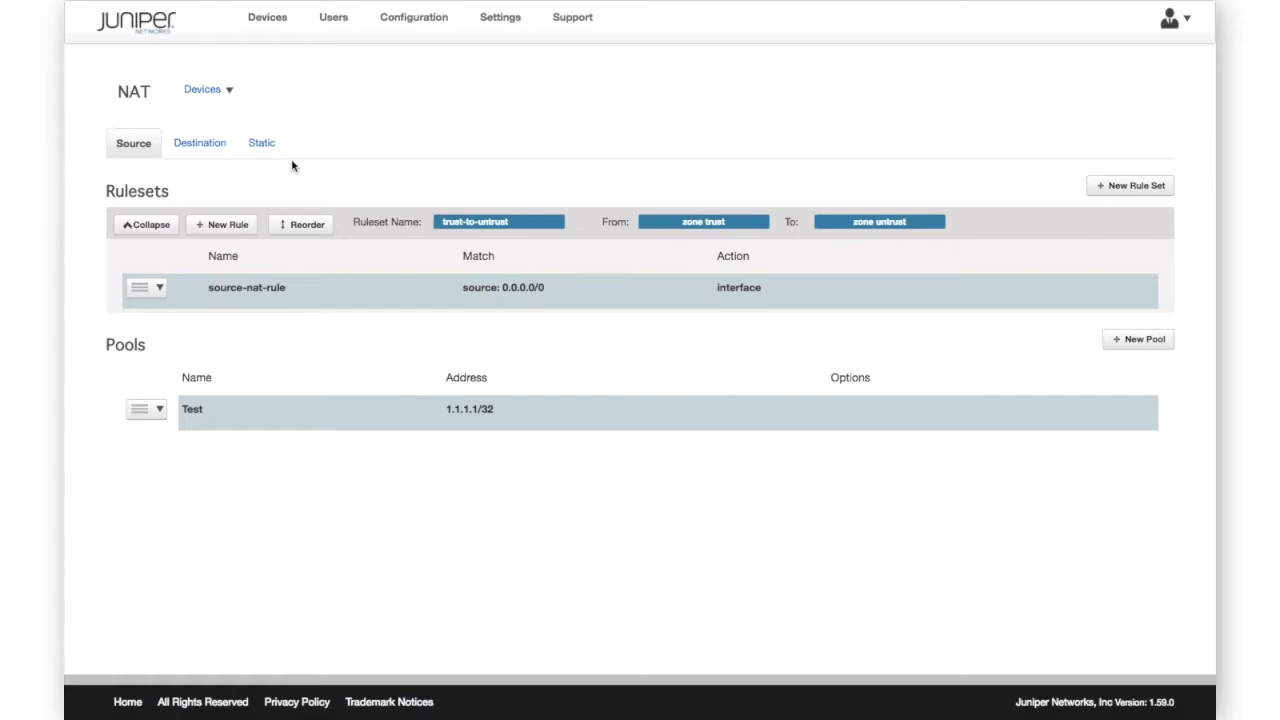 JUNIPER NETWORKS Devices Users Configuration Settings Support
NAT Devices
Source Destination Static
Rulesets + New Rule Set
Collapse + New Rule Reorder Ruleset Name: trust-to-untrust From: zone trust To: zone untrust
Name Match Action
source-nat-rule source: 0.0.0.0/0 interface
Pools + New Pool
Name Address Options
Test 1.1.1.1/32
Home All Rights Reserved Privacy Policy Trademark Notices Juniper Networks, Inc Version: 1.59.0